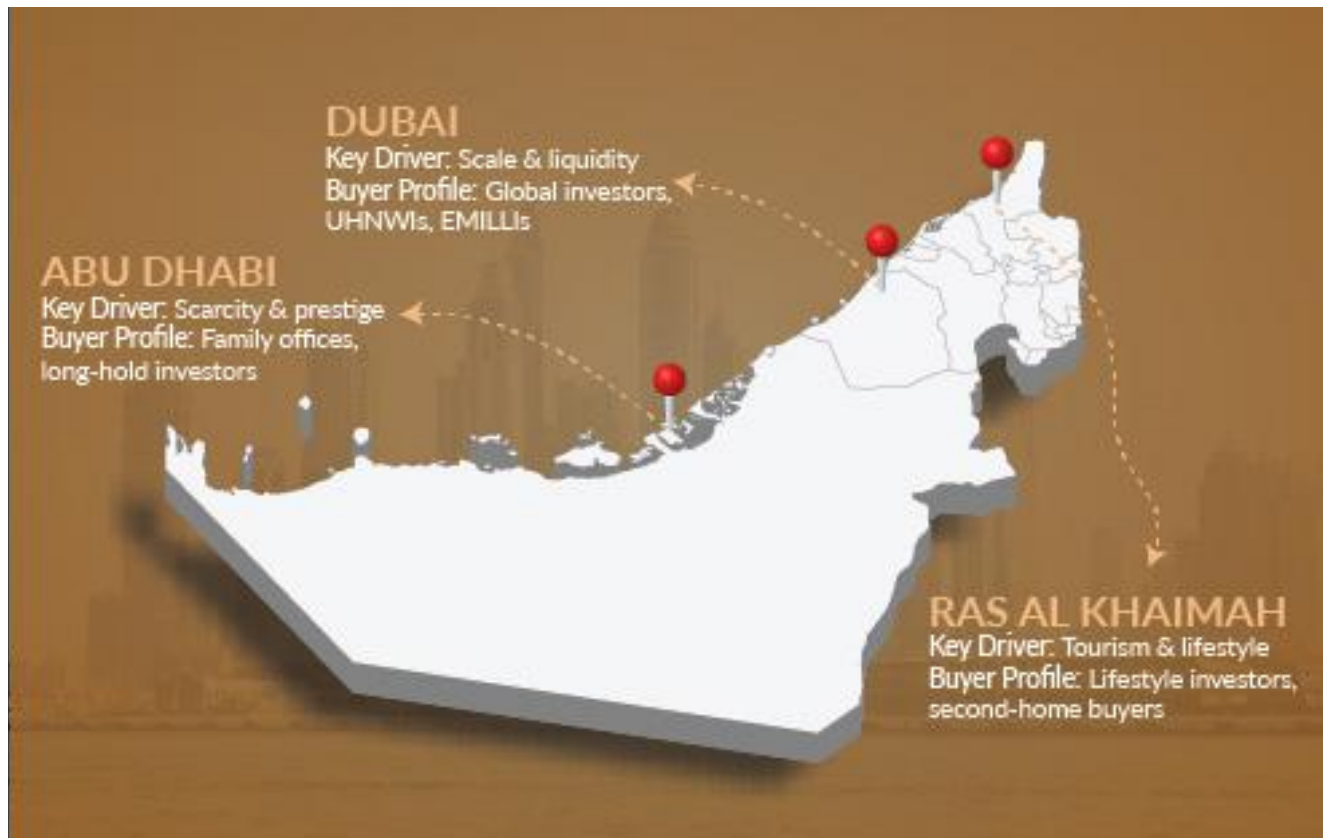 DUBAI
Key Driver: Scale & liquidity
Buyer Profile: Global investors,
UHNWIs, EMILLIs
ABU DHABI
Key Driver: Scarcity & prestige
Buyer Profile: Family offices,
long-hold investors
RAS AL KHAIMAH
Key Driver: Tourism & lifestyle
Buyer Profile: Lifestyle investors,
second-home buyers